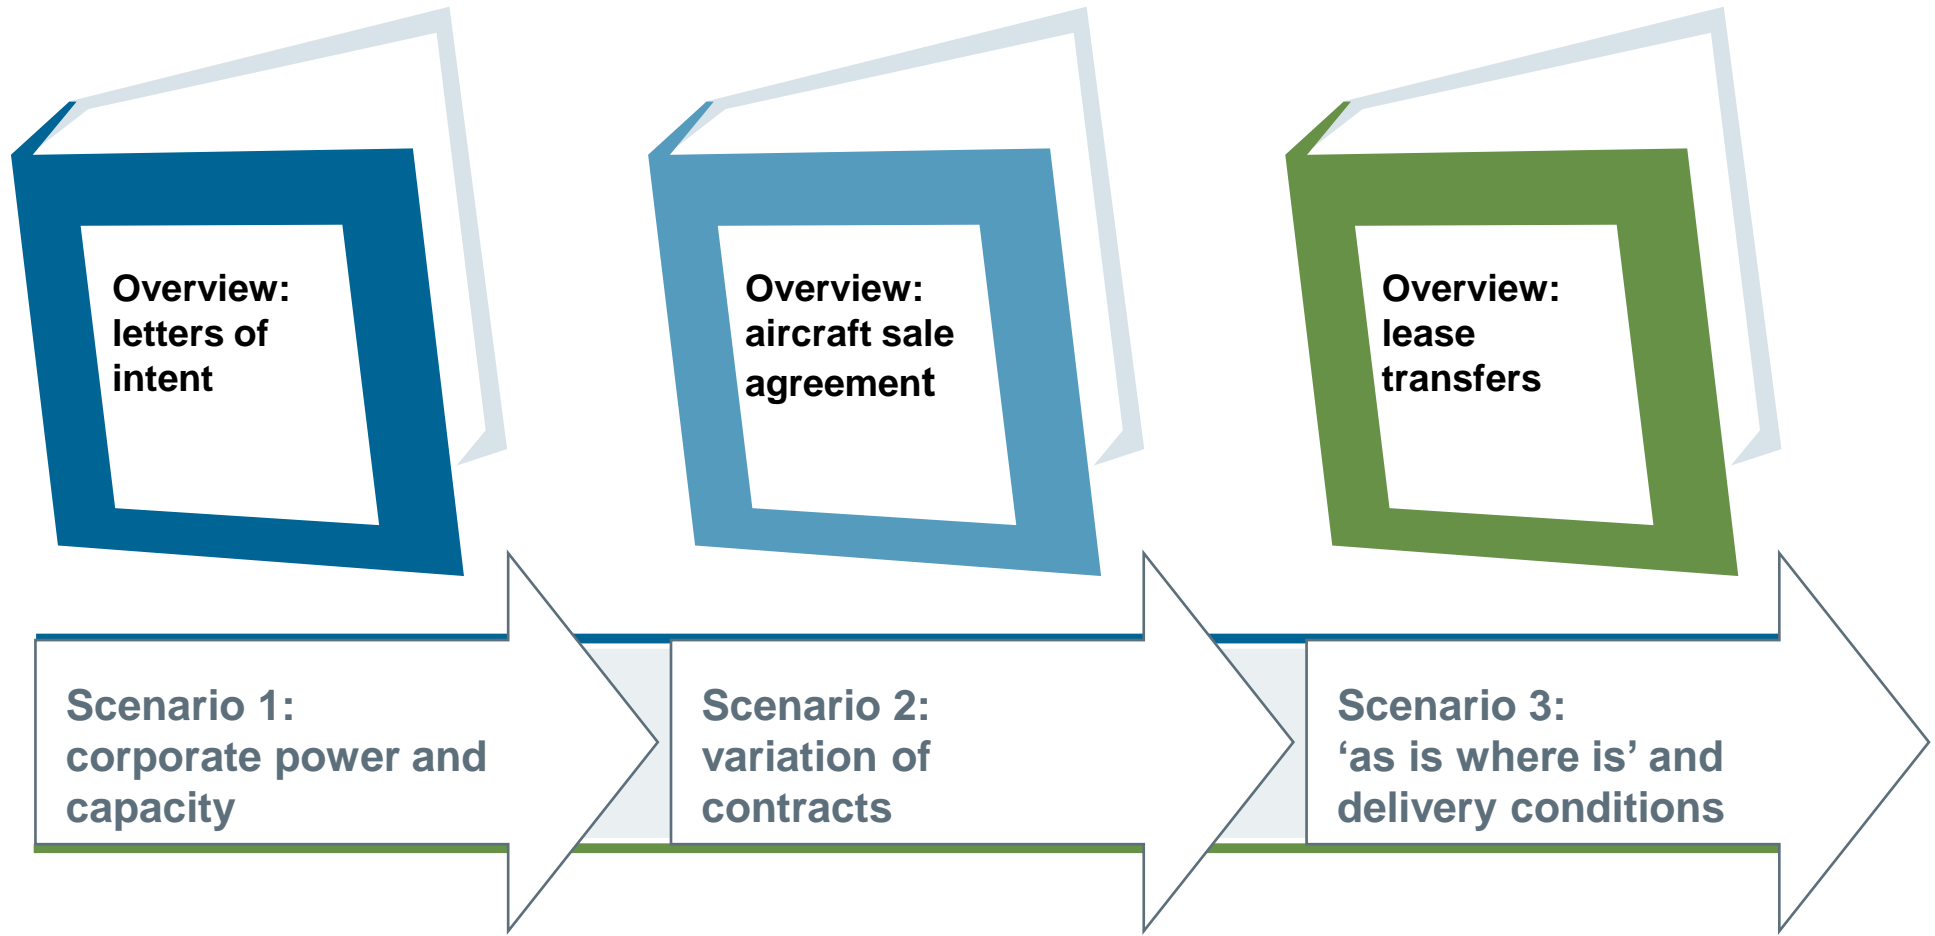 Overview:
letters of
intent
Overview:
aircraft sale
agreement
Overview:
lease
transfers
Scenario 1:
corporate power and
capacity
Scenario 2:
variation of
contracts
Scenario 3:
‘as is where is’ and
delivery conditions